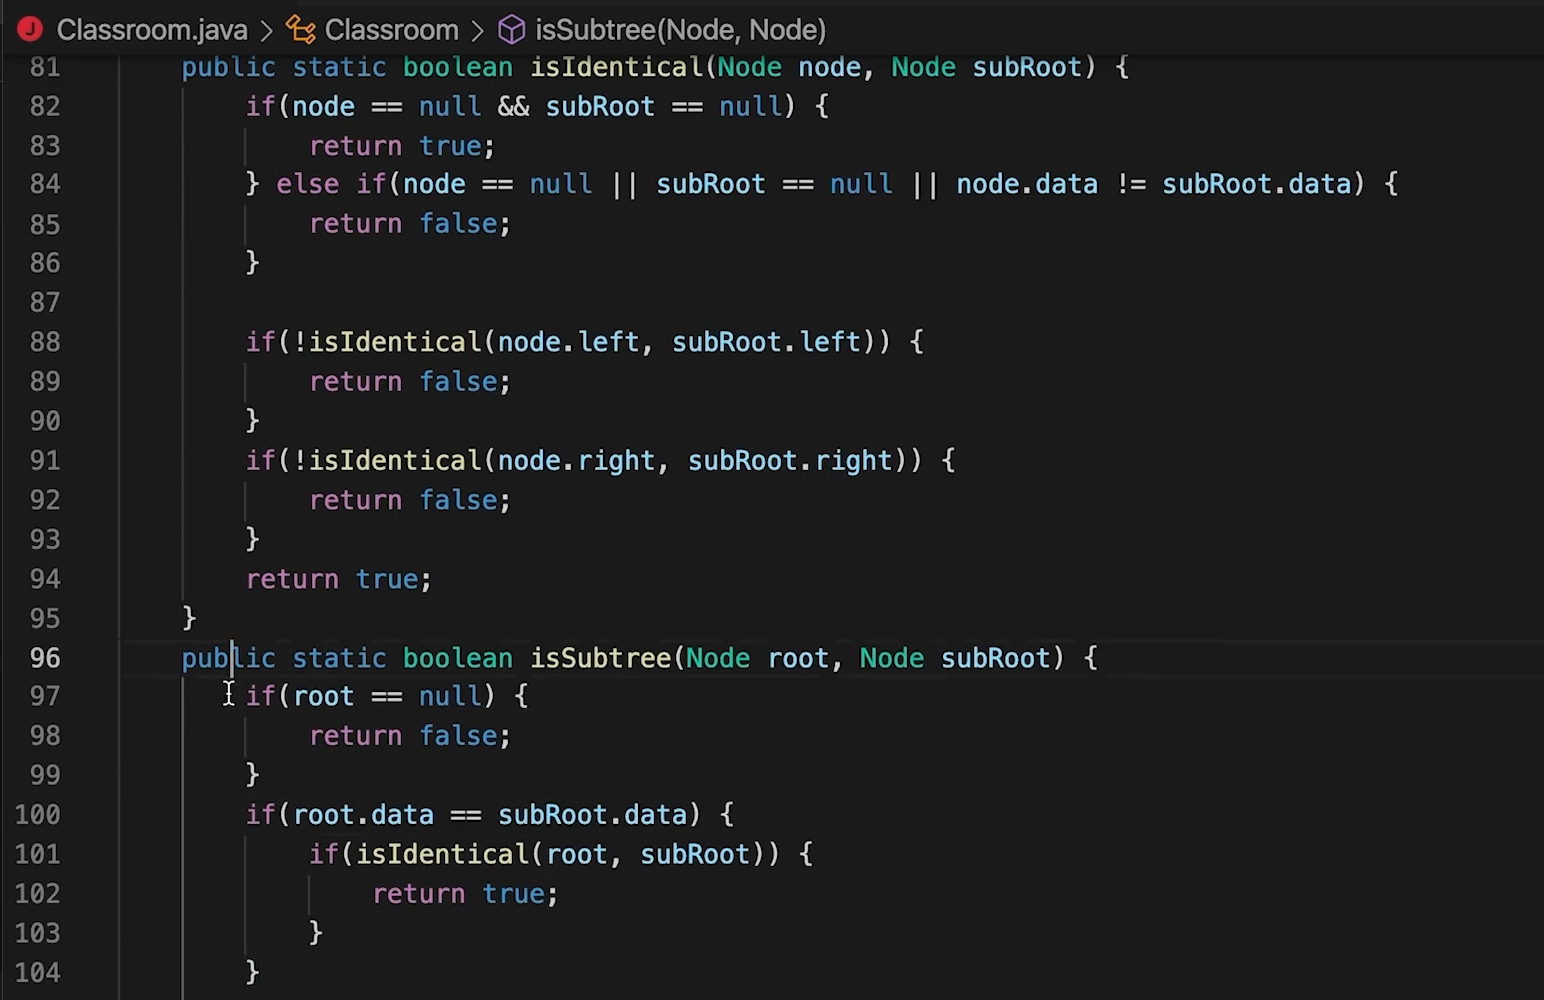 J Classroom.java > Classroom > isSubtree(Node, Node)
81 public static boolean isIdentical(Node node, Node subRoot) {
82 if(node == null && subRoot == null) {
83 return true;
84 } else if(node == null || subRoot == null || node.data != subRoot.data) {
85 return false;
86 }
87
88 if(!isIdentical(node.left, subRoot.left)) {
89 return false;
90 }
91 if(!isIdentical(node.right, subRoot.right)) {
92 return false;
93 }
94 return true;
95 }
96 public static boolean isSubtree(Node root, Node subRoot) {
97 if(root == null) {
98 return false;
99 }
100 if(root.data == subRoot.data) {
101 if(isIdentical(root, subRoot)) {
102 return true;
103 }
104 }